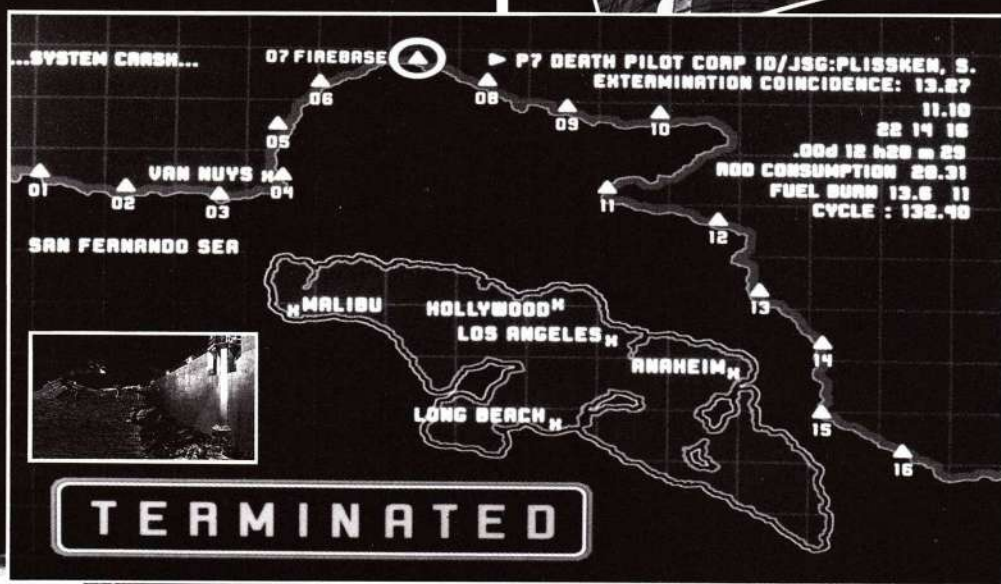 ...SYSTEM CRASH...
07 FIREBASE
P7 DEATH PILOT CORP ID/JSG:PLISSKEN, S.
EXTERMINATION COINCIDENCE: 13.27
11.10
22 14 16
.00d 12 h28 m 29
ROD CONSUMPTION 28.31
FUEL BURN 13.6 11
CYCLE : 132.40
06
08
09
10
05
VAN NUYS x
04
01
02
03
11
12
SAN FERNANDO SEA
13
x MALIBU
HOLLYWOOD x
LOS ANGELES x
14
ANAHEIM x
LONG BEACH x
15
16
TERMINATED